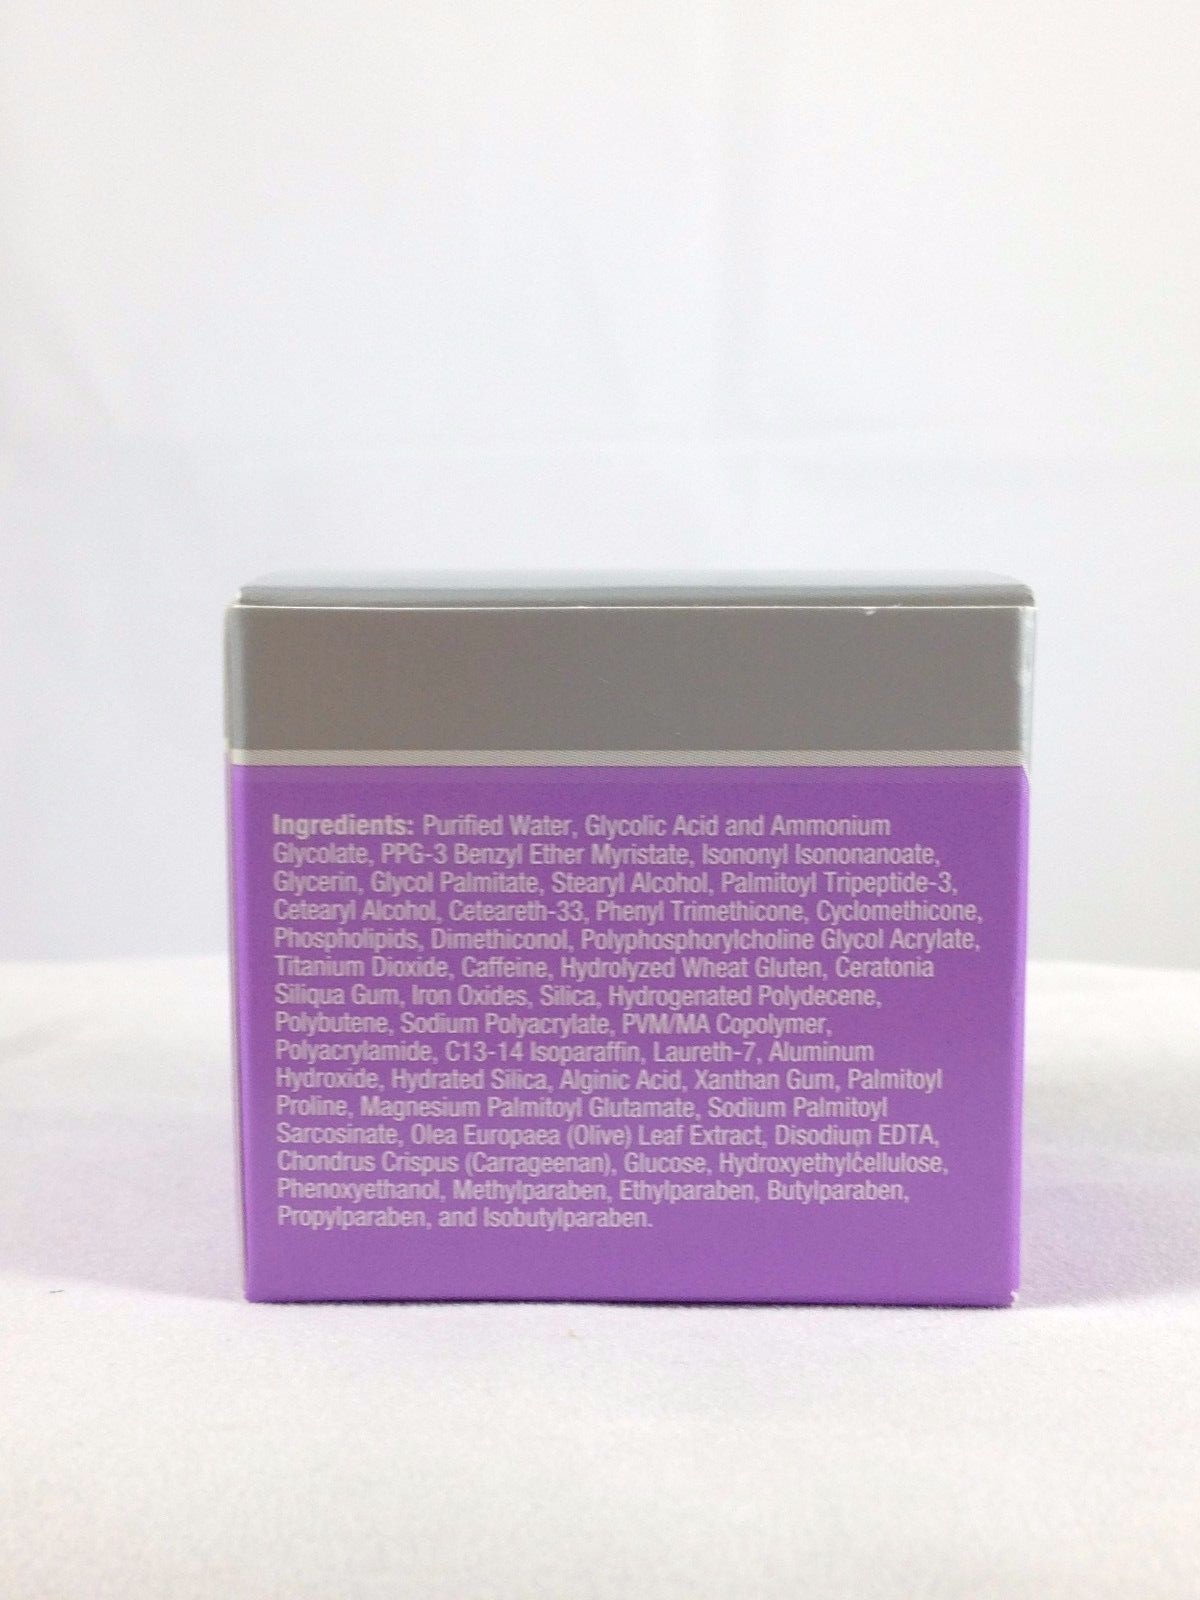 Ingredients: Purified Water, Glycolic Acid and Ammonium
Glycolate, PPG-3 Benzyl Ether Myristate, Isononyl Isononanoate,
Glycerin, Glycol Palmitate, Stearyl Alcohol, Palmitoyl Tripeptide-3,
Cetearyl Alcohol, Ceteareth-33, Phenyl Trimethicone, Cyclomethicone,
Phospholipids, Dimethiconol, Polyphosphorylcholine Glycol Acrylate,
Titanium Dioxide, Caffeine, Hydrolyzed Wheat Gluten, Ceratonia
Siliqua Gum, Iron Oxides, Silica, Hydrogenated Polydecene,
Polybutene, Sodium Polyacrylate, PVM/MA Copolymer,
Polyacrylamide, C13-14 Isoparaffin, Laureth-7, Aluminum
Hydroxide, Hydrated Silica, Alginic Acid, Xanthan Gum, Palmitoyl
Proline, Magnesium Palmitoyl Glutamate, Sodium Palmitoyl
Sarcosinate, Olea Europaea (Olive) Leaf Extract, Disodium EDTA,
Chondrus Crispus (Carrageenan), Glucose, Hydroxyethylcellulose,
Phenoxyethanol, Methylparaben, Ethylparaben, Butylparaben,
Propylparaben, and Isobutylparaben.